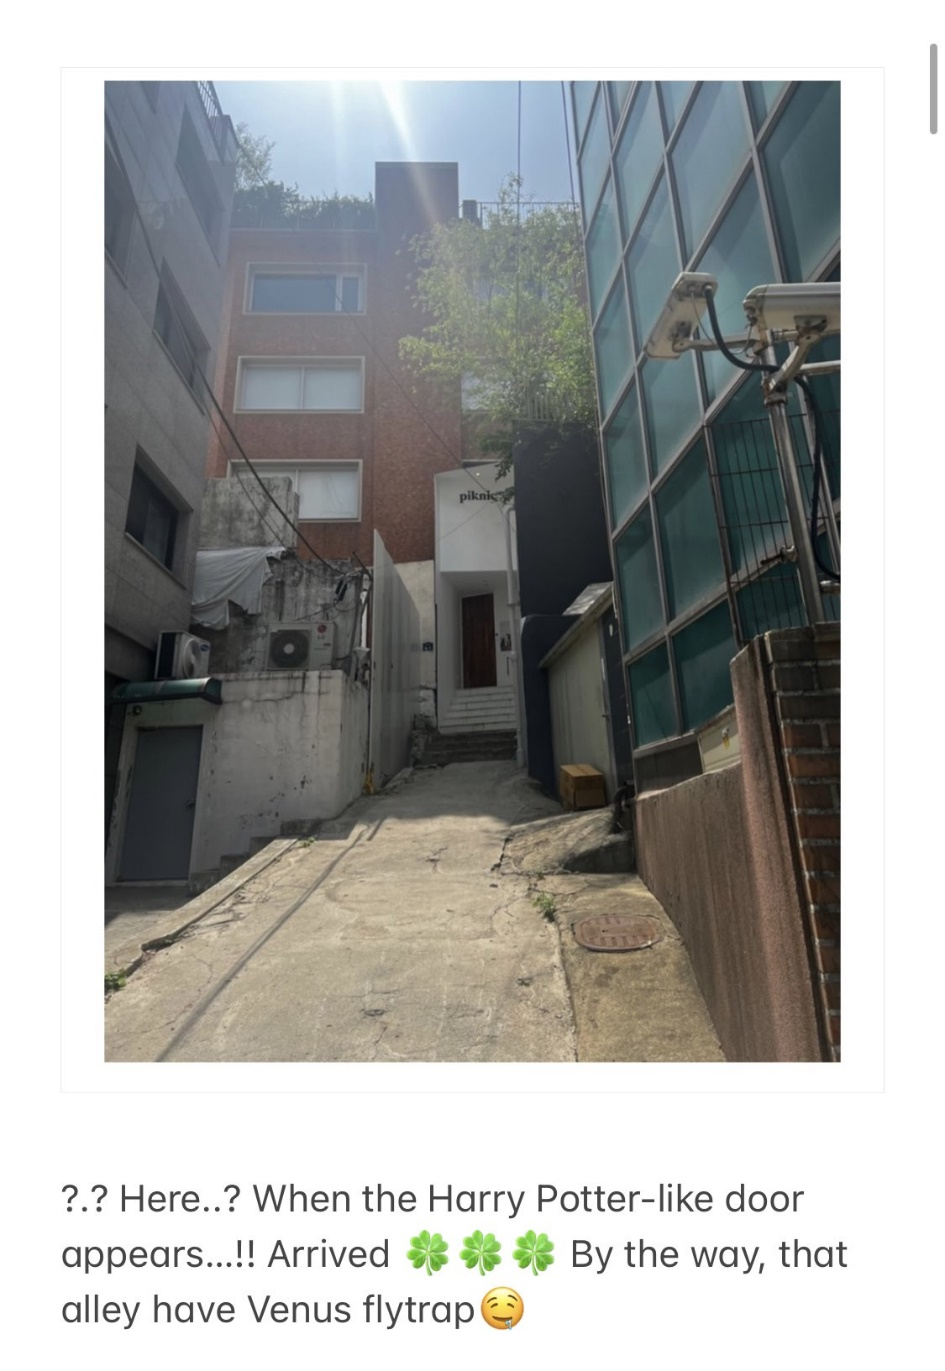 piknic
?.? Here..? When the Harry Potter-like door
appears...!! Arrived 🍀🍀🍀 By the way, that
alley have Venus flytrap🤤